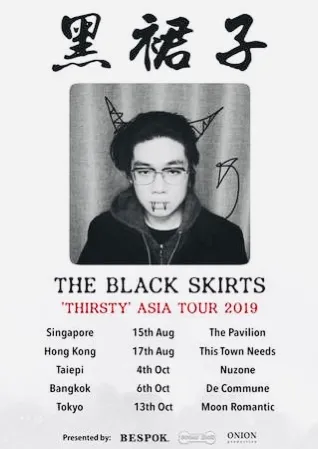 黑裙子
THE BLACK SKIRTS
'THIRSTY' ASIA TOUR 2019
Singapore 15th Aug The Pavilion
Hong Kong 17th Aug This Town Needs
Taiepi 4th Oct Nuzone
Bangkok 6th Oct De Commune
Tokyo 13th Oct Moon Romantic
Presented by: BESPOK. ONION
production